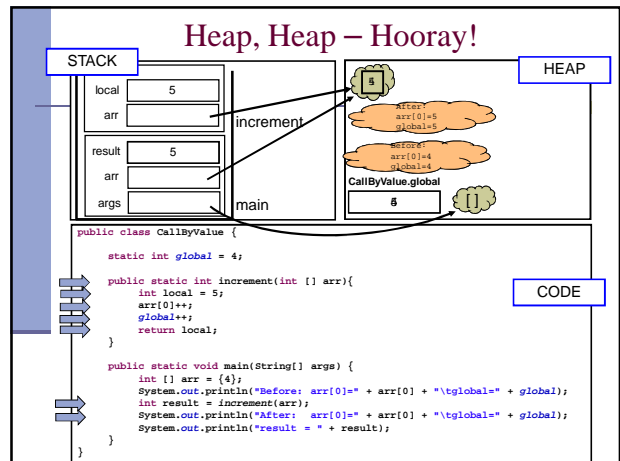 Heap, Heap – Hooray!
STACK
HEAP
local 5
arr
increment
result 5
arr
args
main
After:
arr[0]=5
global=5
Before:
arr[0]=4
global=4
CallByValue.global
[]
CODE
public class CallByValue {
static int global = 4;
public static int increment(int [] arr){
int local = 5;
arr[0]++;
global++;
return local;
}
public static void main(String[] args) {
int [] arr = {4};
System.out.println("Before: arr[0]=" + arr[0] + "\tglobal=" + global);
int result = increment(arr);
System.out.println("After:  arr[0]=" + arr[0] + "\tglobal=" + global);
System.out.println("result = " + result);
}
}